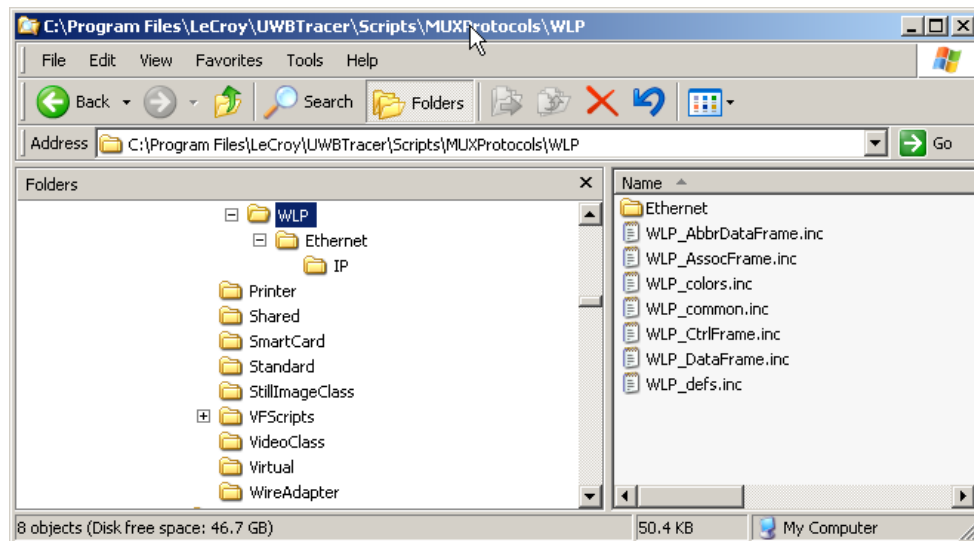 C:\Program Files\LeCroy\UWBTracer\Scripts\MUXProtocols\WLP
File Edit View Favorites Tools Help
Back Search Folders
Address C:\Program Files\LeCroy\UWBTracer\Scripts\MUXProtocols\WLP Go
Folders
WLP
Ethernet
IP
Printer
Shared
SmartCard
Standard
StillImageClass
VFScripts
VideoClass
Virtual
WireAdapter
Name
Ethernet
WLP_AbbrDataFrame.inc
WLP_AssocFrame.inc
WLP_colors.inc
WLP_common.inc
WLP_CtrlFrame.inc
WLP_DataFrame.inc
WLP_defs.inc
8 objects (Disk free space: 46.7 GB) 50.4 KB My Computer